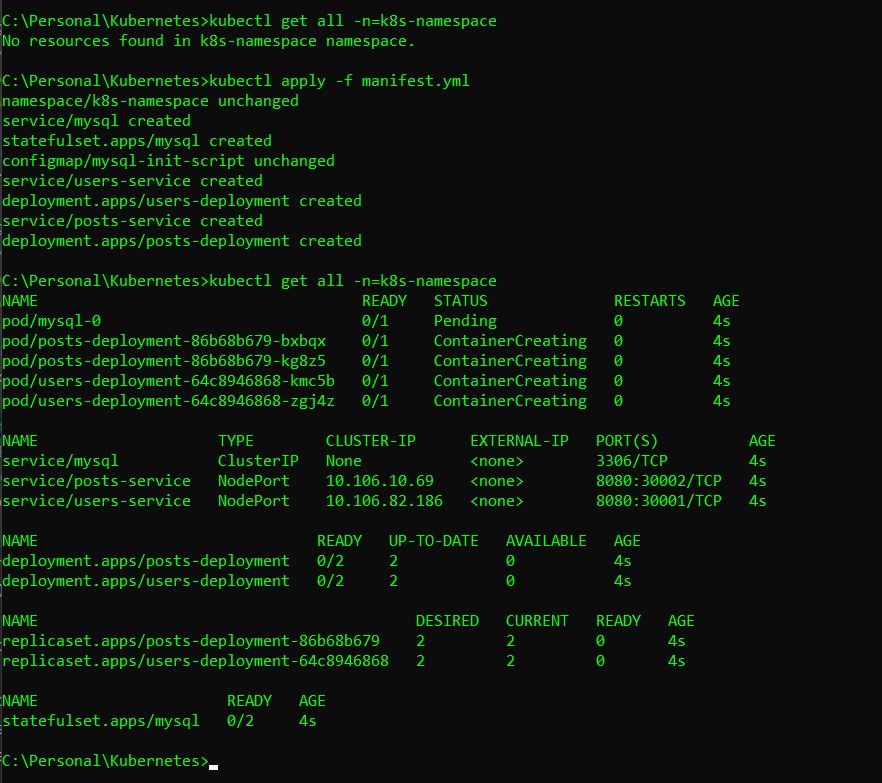 C:\Personal\Kubernetes>kubectl get all -n=k8s-namespace
No resources found in k8s-namespace namespace.
C:\Personal\Kubernetes>kubectl apply -f manifest.yml
namespace/k8s-namespace unchanged
service/mysql created
statefulset.apps/mysql created
configmap/mysql-init-script unchanged
service/users-service created
deployment.apps/users-deployment created
service/posts-service created
deployment.apps/posts-deployment created
C:\Personal\Kubernetes>kubectl get all -n=k8s-namespace
NAME READY STATUS RESTARTS AGE
pod/mysql-0 0/1 Pending 0 4s
pod/posts-deployment-86b68b679-bxbqx 0/1 ContainerCreating 0 4s
pod/posts-deployment-86b68b679-kg8z5 0/1 ContainerCreating 0 4s
pod/users-deployment-64c8946868-kmc5b 0/1 ContainerCreating 0 4s
pod/users-deployment-64c8946868-zgj4z 0/1 ContainerCreating 0 4s
NAME TYPE CLUSTER-IP EXTERNAL-IP PORT(S) AGE
service/mysql ClusterIP None <none> 3306/TCP 4s
service/posts-service NodePort 10.106.10.69 <none> 8080:30002/TCP 4s
service/users-service NodePort 10.106.82.186 <none> 8080:30001/TCP 4s
NAME READY UP-TO-DATE AVAILABLE AGE
deployment.apps/posts-deployment 0/2 2 0 4s
deployment.apps/users-deployment 0/2 2 0 4s
NAME DESIRED CURRENT READY AGE
replicaset.apps/posts-deployment-86b68b679 2 2 0 4s
replicaset.apps/users-deployment-64c8946868 2 2 0 4s
NAME READY AGE
statefulset.apps/mysql 0/2 4s
C:\Personal\Kubernetes>